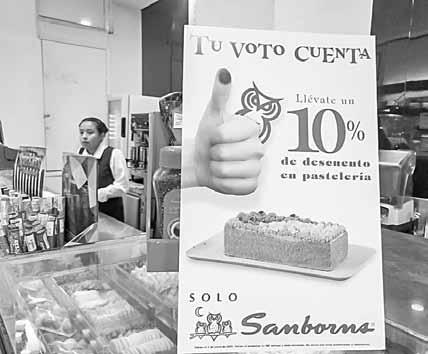 TU VOTO CUENTA
Llévate un
10%
de descuento
en pastelería
SOLO
Sanborns